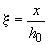 ξ = x / h₀